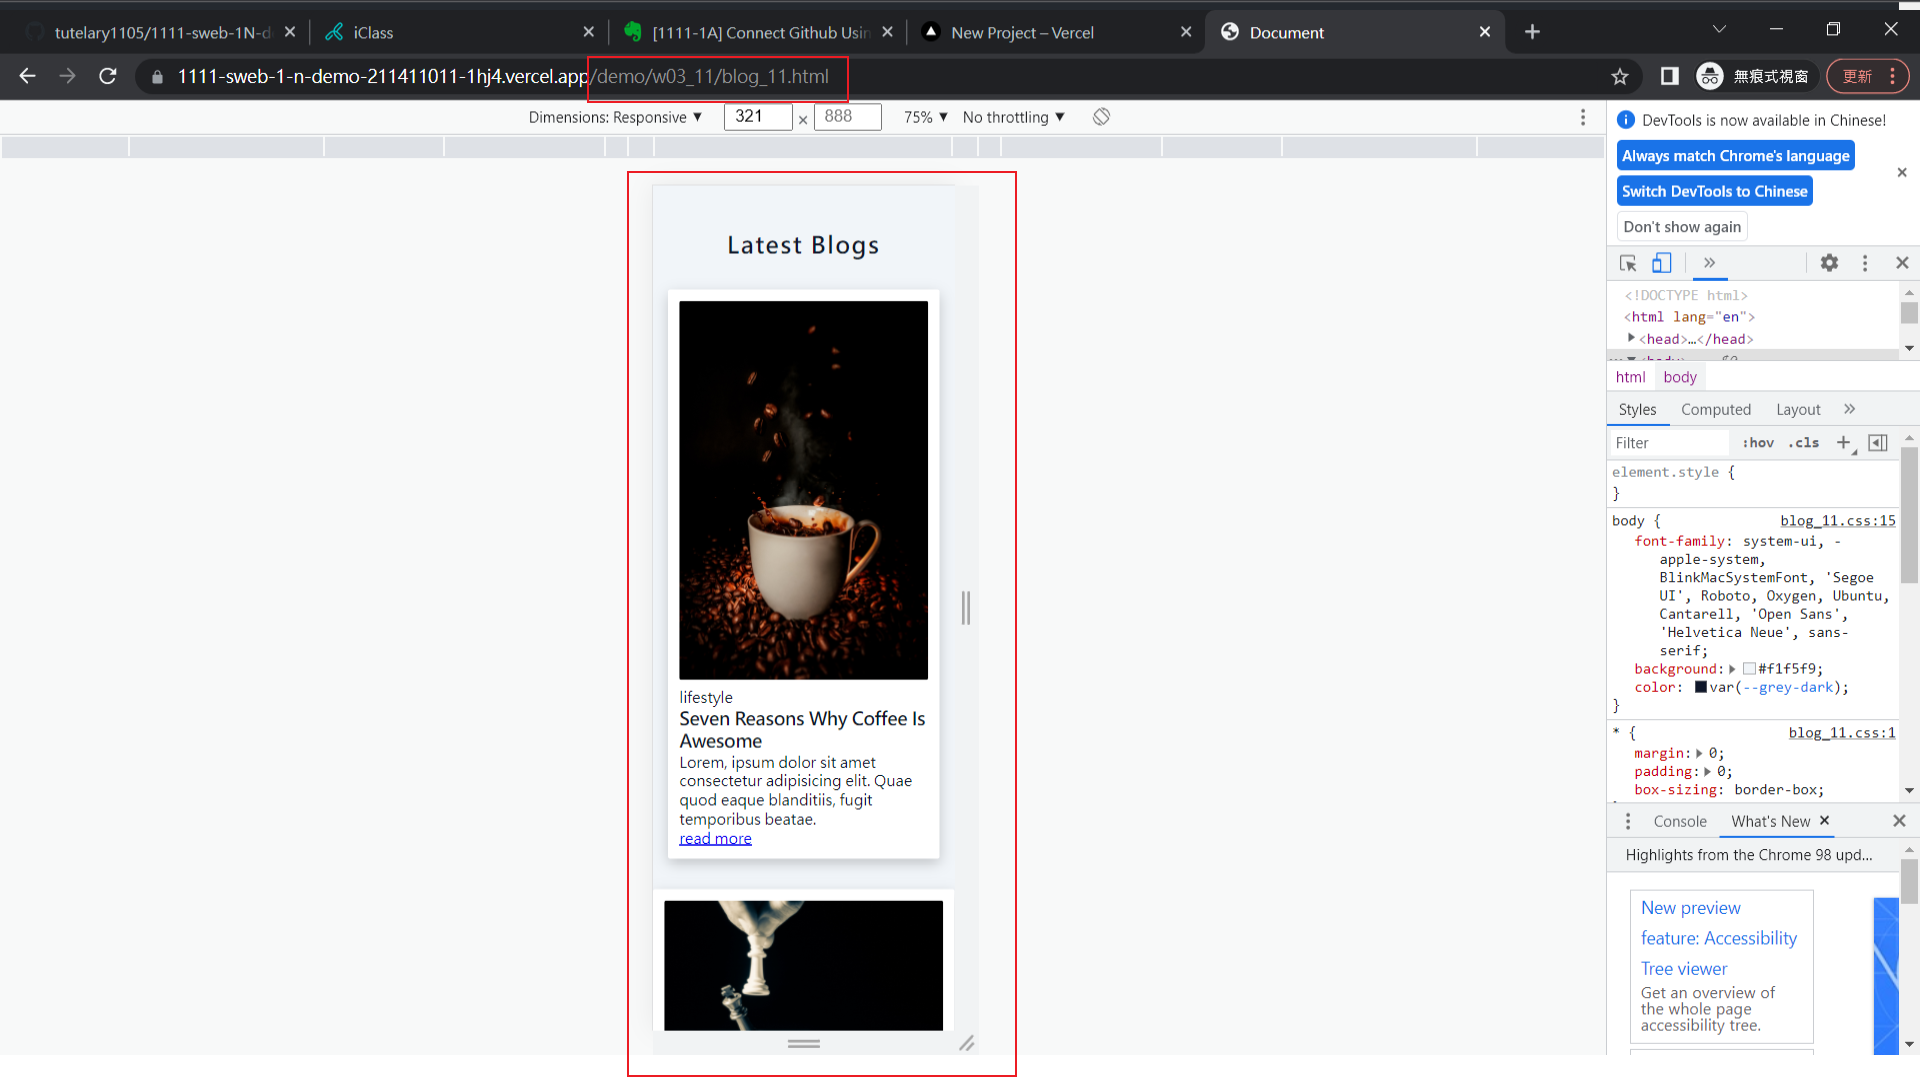 tutelary1105/1111-sweb-1N-d
iClass
[1111-1A] Connect Github Usin
New Project – Vercel
Document
1111-sweb-1-n-demo-211411011-1hj4.vercel.app/demo/w03_11/blog_11.html
無痕式視窗
更新
Dimensions: Responsive ▼
321
×
888
75% ▼
No throttling ▼
DevTools is now available in Chinese!
Always match Chrome's language
Switch DevTools to Chinese
Don't show again
<!DOCTYPE html>
<html lang="en">
<head>…</head>
html
body
Styles
Computed
Layout
Filter
:hov
.cls
element.style {
}
body {
blog_11.css:15
font-family: system-ui, -
apple-system,
BlinkMacSystemFont, 'Segoe
UI', Roboto, Oxygen, Ubuntu,
Cantarell, 'Open Sans',
'Helvetica Neue', sans-
serif;
background: #f1f5f9;
color: var(--grey-dark);
}
* {
blog_11.css:1
margin: 0;
padding: 0;
box-sizing: border-box;
Console
What's New
Highlights from the Chrome 98 upd...
New preview
feature: Accessibility
Tree viewer
Get an overview of
the whole page
accessibility tree.
Latest Blogs
lifestyle
Seven Reasons Why Coffee Is
Awesome
Lorem, ipsum dolor sit amet
consectetur adipisicing elit. Quae
quod eaque blanditiis, fugit
temporibus beatae.
read more